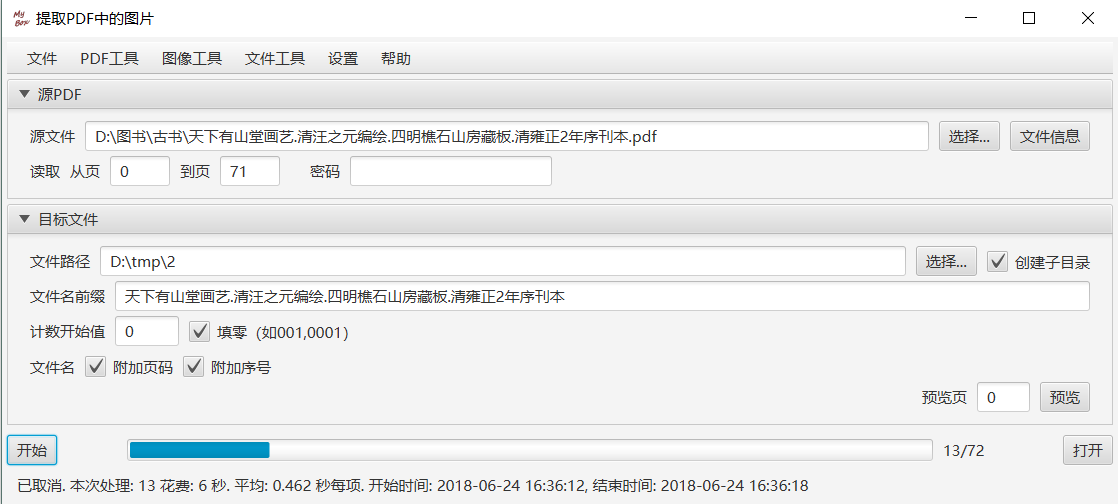 My Box 提取PDF中的图片
文件 PDF工具 图像工具 文件工具 设置 帮助
源PDF
源文件 D:\图书\古书\天下有山堂画艺.清汪之元编绘.四明樵石山房藏板.清雍正2年序刊本.pdf 选择... 文件信息
读取 从页 0 到页 71 密码
目标文件
文件路径 D:\tmp\2 选择... 创建子目录
文件名前缀 天下有山堂画艺.清汪之元编绘.四明樵石山房藏板.清雍正2年序刊本
计数开始值 0 填零（如001,0001）
文件名 附加页码 附加序号
预览页 0 预览
开始 13/72 打开
已取消. 本次处理: 13 花费: 6 秒. 平均: 0.462 秒每项. 开始时间: 2018-06-24 16:36:12, 结束时间: 2018-06-24 16:36:18